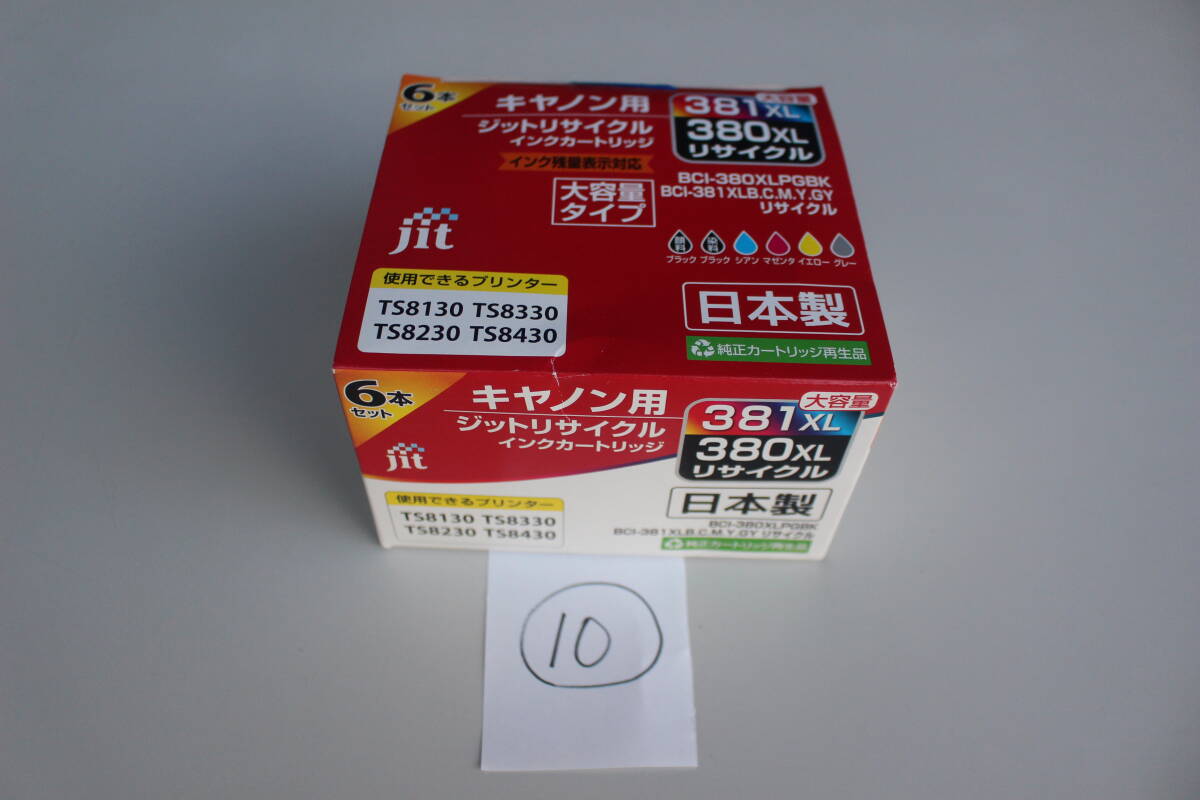 6本
セット
キヤノン用
ジットリサイクル
インクカートリッジ
インク残量表示対応
大容量
タイプ
大容量
381XL
380XL
リサイクル
BCI-380XLPGBK
BCI-381XLB.C.M.Y.GY
リサイクル
jit
顔料 染料
ブラック ブラック シアン マゼンタ イエロー グレー
使用できるプリンター
TS8130 TS8330
TS8230 TS8430
日本製
純正カートリッジ再生品
6本
セット
キヤノン用
ジットリサイクル
インクカートリッジ
大容量
381XL
380XL
リサイクル
jit
使用できるプリンター
TS8130 TS8330
TS8230 TS8430
日本製
BCI-380XLPGBK
BCI-381XLB.C.M.Y.GY リサイクル
純正カートリッジ再生品
10